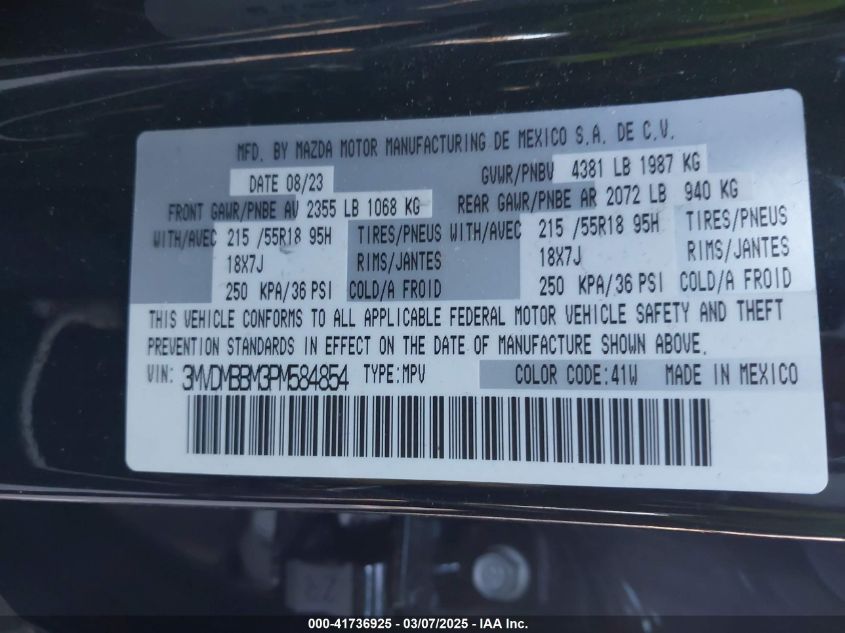 MFD. BY MAZDA MOTOR MANUFACTURING DE MEXICO S.A. DE C.V.
DATE 08/23 GVWR/PNBV 4381 LB 1987 KG
FRONT GAWR/PNBE AV 2355 LB 1068 KG REAR GAWR/PNBE AR 2072 LB 940 KG
WITH/AVEC 215 /55R18 95H TIRES/PNEUS WITH/AVEC 215 /55R18 95H TIRES/PNEUS
18X7J RIMS/JANTES 18X7J RIMS/JANTES
250 KPA/36 PSI COLD/A FROID 250 KPA/36 PSI COLD/A FROID
THIS VEHICLE CONFORMS TO ALL APPLICABLE FEDERAL MOTOR VEHICLE SAFETY AND THEFT
PREVENTION STANDARDS IN EFFECT ON THE DATE OF MANUFACTURE SHOWN ABOVE.
VIN: 3MVDMBBM3PM584854 TYPE:MPV COLOR CODE:41W MADE IN MEXICO
000-41736925 - 03/07/2025 - IAA Inc.